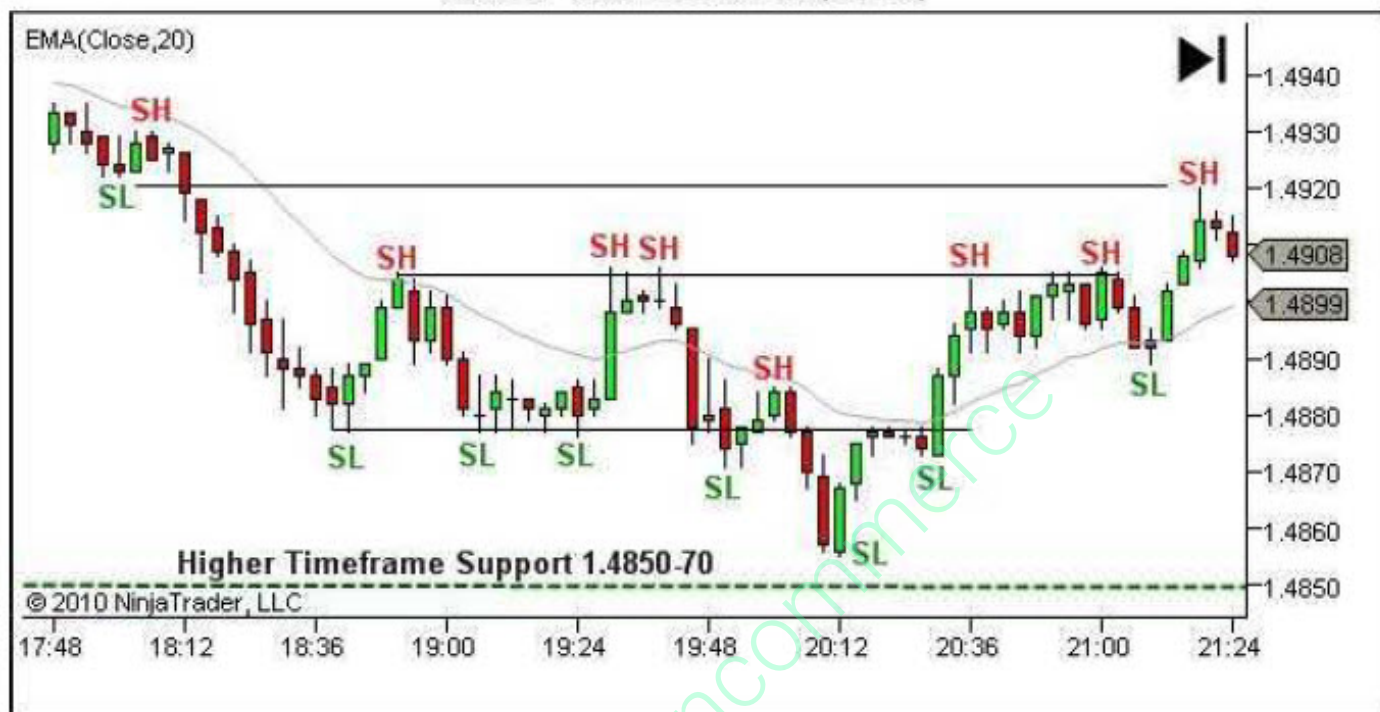 EMA(Close,20)
1.4940
SH
1.4930
SL
SH
1.4920
SH
SH SH
SH
SH
1.4908
1.4899
SH
1.4890
1.4880
SL
SL
SL
SL
SL
SL
1.4870
SL
1.4860
Higher Timeframe Support 1.4850-70
1.4850
© 2010 NinjaTrader, LLC
17:48 18:12 18:36 19:00 19:24 19:48 20:12 20:36 21:00 21:24